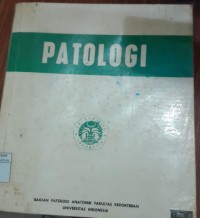 PATOLOGI
BAGIAN PATOLOGI ANATOMIK FAKULTAS KEDOKTERAN
UNIVERSITAS INDONESIA